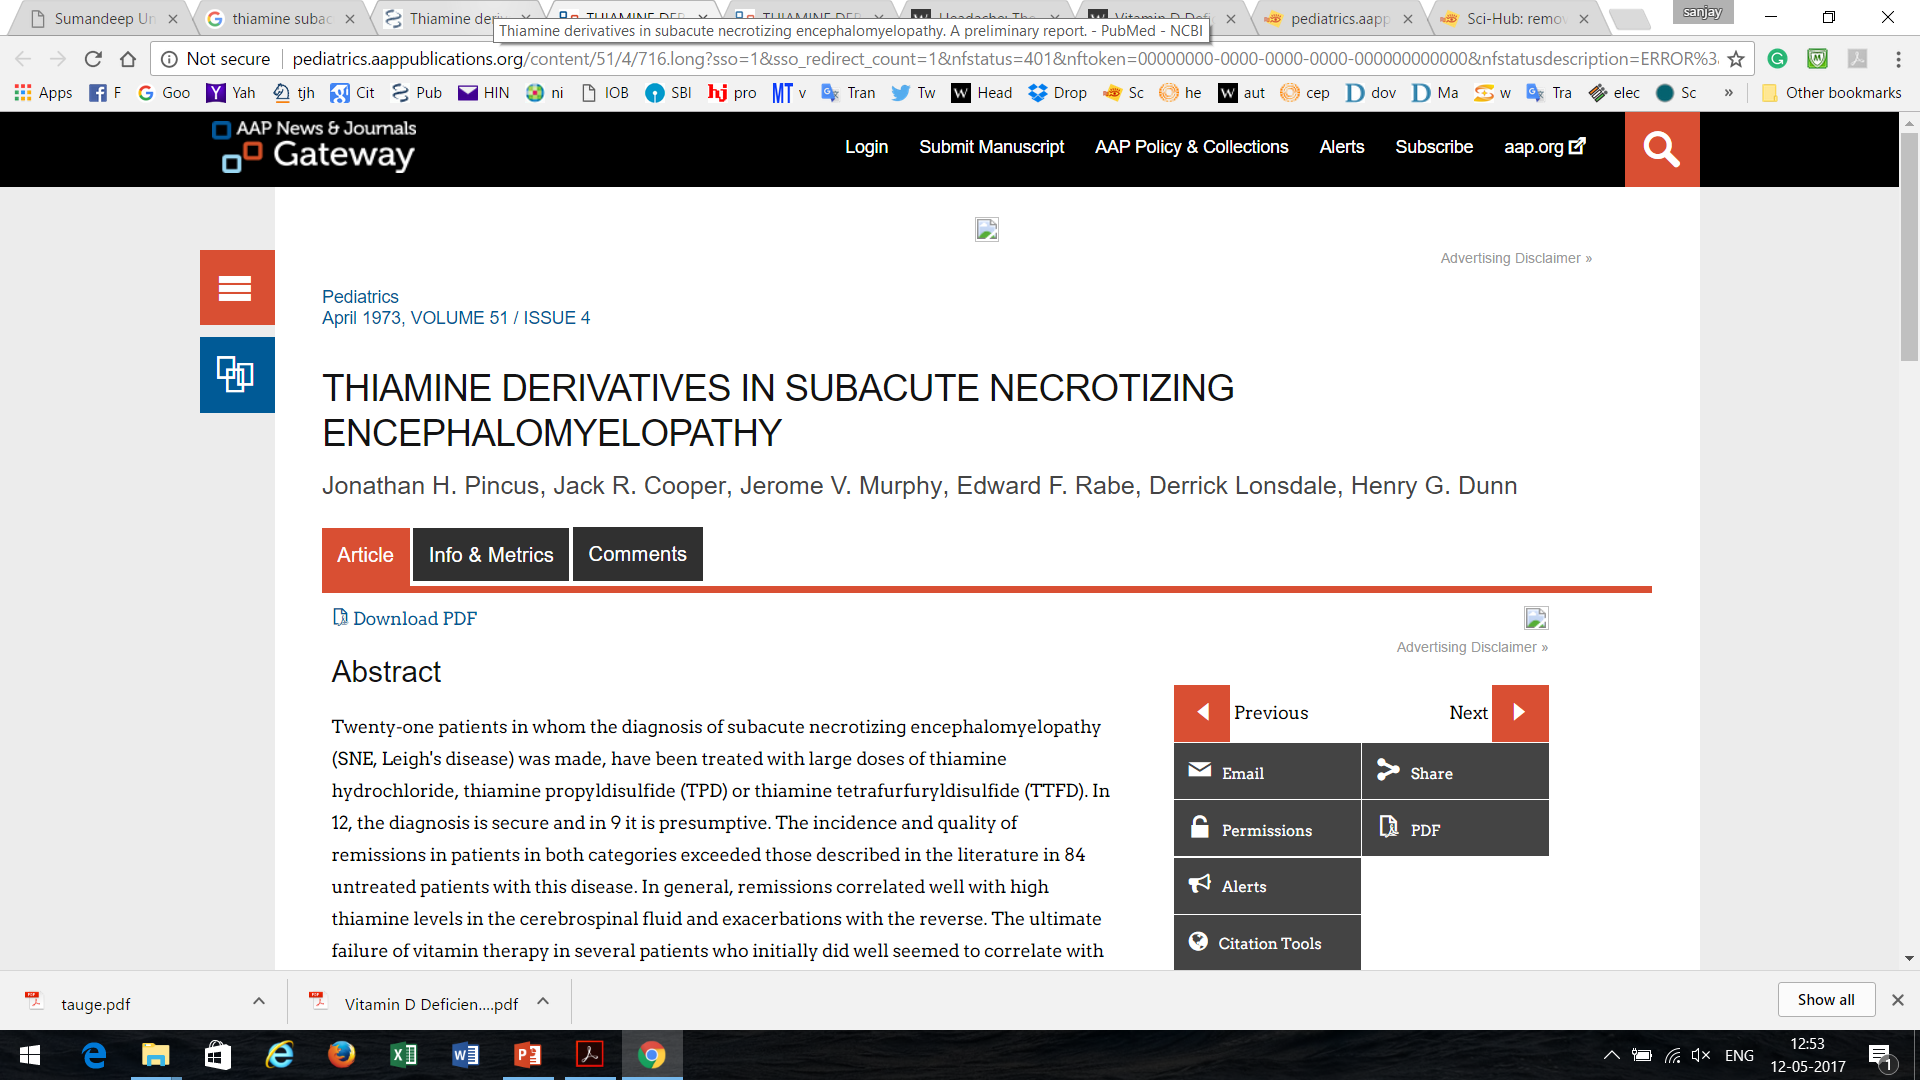 Sumandeep Un
thiamine subac
Thiamine deriv
THIAMINE DER
THIAMINE DER
Headache: The
Vitamin D Defi
pediatrics.aapp
Sci-Hub: remov
sanjay
Thiamine derivatives in subacute necrotizing encephalomyelopathy. A preliminary report. - PubMed - NCBI
Not secure | pediatrics.aappublications.org/content/51/4/716.long?sso=1&sso_redirect_count=1&nfstatus=401&nftoken=00000000-0000-0000-0000-000000000000&nfstatusdescription=ERROR%3
Apps F Goo Yah tjh Cit Pub HIN ni IOB SBI pro v Tran Tw Head Drop Sc he aut cep dov Ma w Tra elec Sc » Other bookmarks
AAP News & Journals
Gateway
Login Submit Manuscript AAP Policy & Collections Alerts Subscribe aap.org
Advertising Disclaimer »
Pediatrics
April 1973, VOLUME 51 / ISSUE 4
THIAMINE DERIVATIVES IN SUBACUTE NECROTIZING
ENCEPHALOMYELOPATHY
Jonathan H. Pincus, Jack R. Cooper, Jerome V. Murphy, Edward F. Rabe, Derrick Lonsdale, Henry G. Dunn
Article Info & Metrics Comments
Download PDF
Advertising Disclaimer »
Abstract
Twenty-one patients in whom the diagnosis of subacute necrotizing encephalomyelopathy
(SNE, Leigh's disease) was made, have been treated with large doses of thiamine
hydrochloride, thiamine propyldisulfide (TPD) or thiamine tetrafurfuryldisulfide (TTFD). In
12, the diagnosis is secure and in 9 it is presumptive. The incidence and quality of
remissions in patients in both categories exceeded those described in the literature in 84
untreated patients with this disease. In general, remissions correlated well with high
thiamine levels in the cerebrospinal fluid and exacerbations with the reverse. The ultimate
failure of vitamin therapy in several patients who initially did well seemed to correlate with
Previous Next
Email Share
Permissions PDF
Alerts
Citation Tools
tauge.pdf
Vitamin D Deficien....pdf
Show all
ENG
12:53
12-05-2017
1